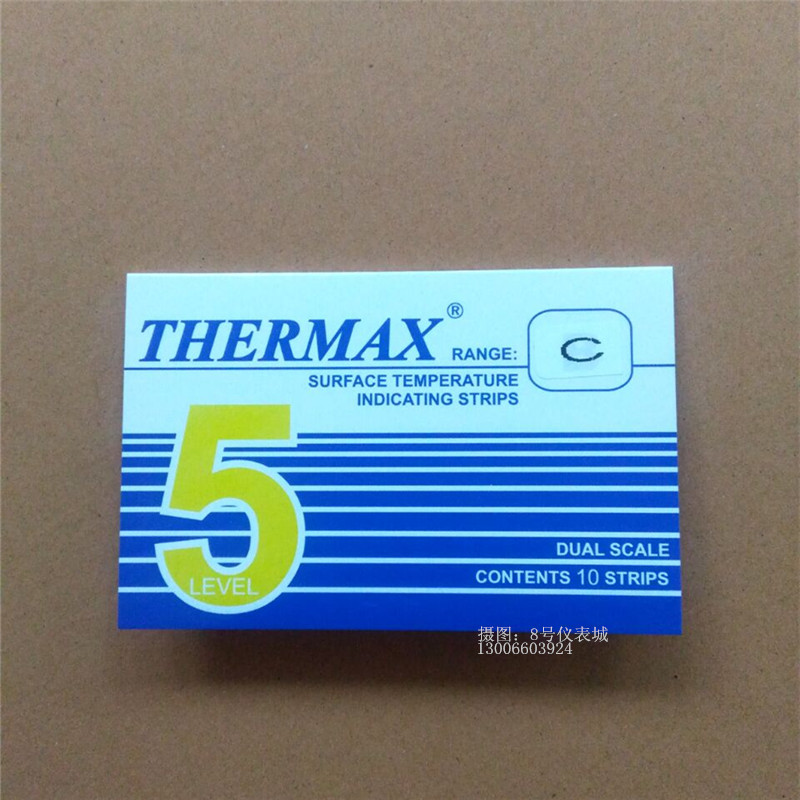 THERMAX®
RANGE: C
SURFACE TEMPERATURE
INDICATING STRIPS
5
LEVEL
DUAL SCALE
CONTENTS 10 STRIPS
摄图：8号仪表城
13006603924